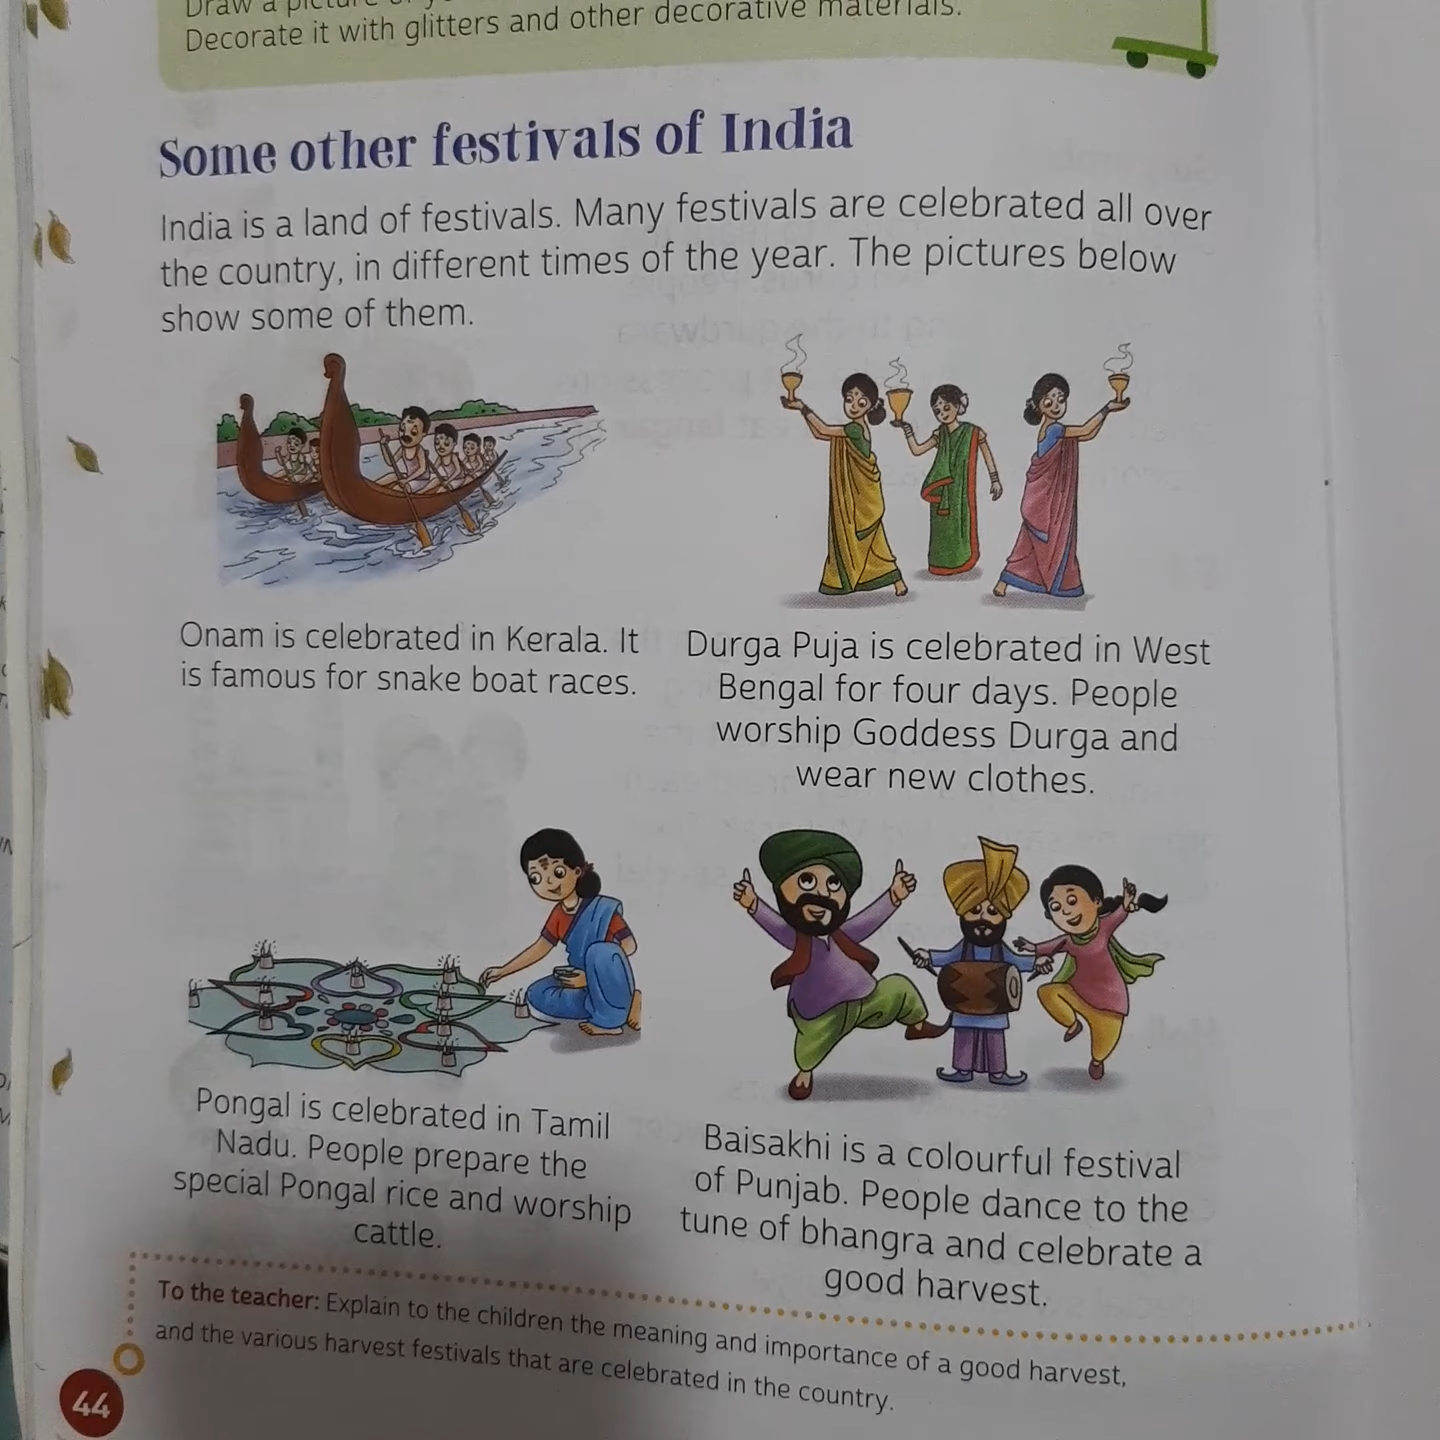 Draw a picture of
Decorate it with glitters and other decorative materials.
Some other festivals of India
India is a land of festivals. Many festivals are celebrated all over
the country, in different times of the year. The pictures below
show some of them.
Onam is celebrated in Kerala. It
is famous for snake boat races.
Durga Puja is celebrated in West
Bengal for four days. People
worship Goddess Durga and
wear new clothes.
Pongal is celebrated in Tamil
Nadu. People prepare the
special Pongal rice and worship
cattle.
Baisakhi is a colourful festival
of Punjab. People dance to the
tune of bhangra and celebrate a
good harvest.
To the teacher: Explain to the children the meaning and importance of a good harvest,
and the various harvest festivals that are celebrated in the country.
44